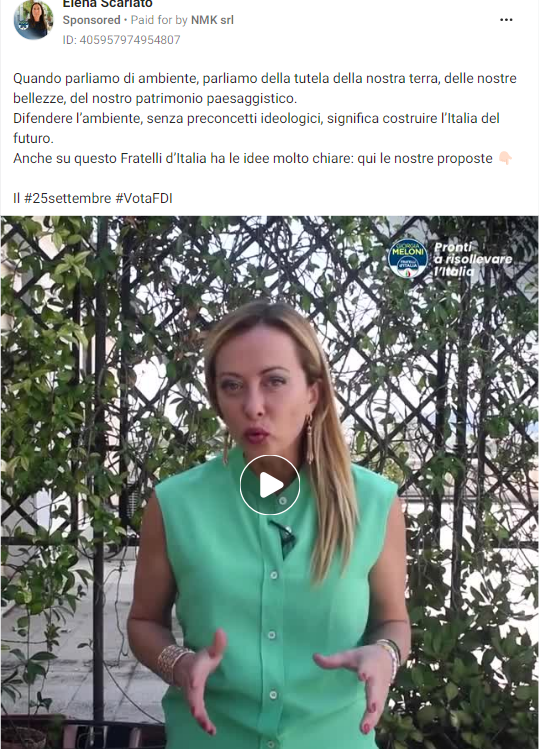 Elena Scarlato
Sponsored • Paid for by NMK srl
ID: 405957974954807
Quando parliamo di ambiente, parliamo della tutela della nostra terra, delle nostre
bellezze, del nostro patrimonio paesaggistico.
Difendere l'ambiente, senza preconcetti ideologici, significa costruire l'Italia del
futuro.
Anche su questo Fratelli d'Italia ha le idee molto chiare: qui le nostre proposte 👇🏻
Il #25settembre #VotaFDI
GIORGIA
MELONI
FRATELLI
D'ITALIA
Pronti
a risollevare
l'Italia